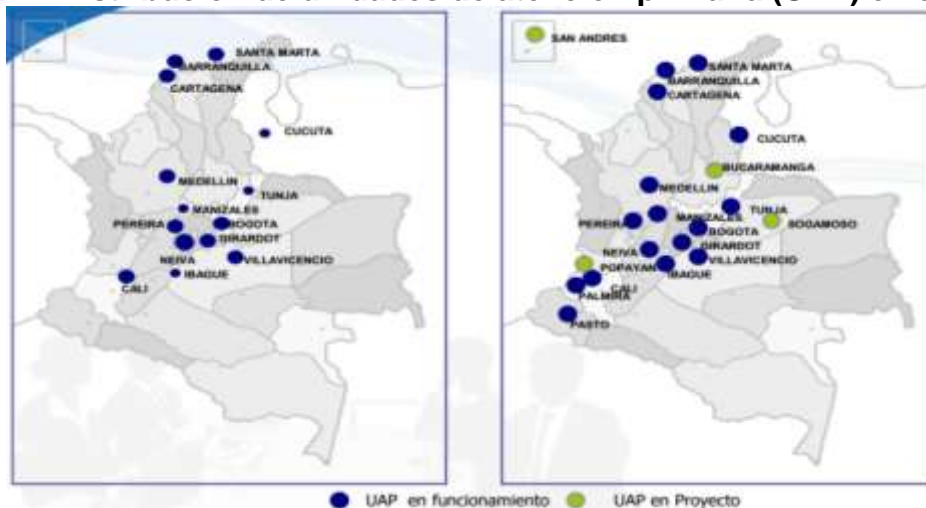 SANTA MARTA
BARRANQUILLA
CARTAGENA
CUCUTA
MEDELLIN
TUNJA
MANIZALES
PEREIRA
BOGOTA
GIRARDOT
NEIVA
VILLAVICENCIO
IBAGUE
CALI
SAN ANDRES
SANTA MARTA
BARRANQUILLA
CARTAGENA
CUCUTA
BUCARAMANGA
MEDELLIN
TUNJA
MANIZALES
PEREIRA
SOGAMOSO
BOGOTA
GIRARDOT
NEIVA
VILLAVICENCIO
POPAYAN
IBAGUE
CALI
PALMIRA
PASTO
UAP en funcionamiento
UAP en Proyecto